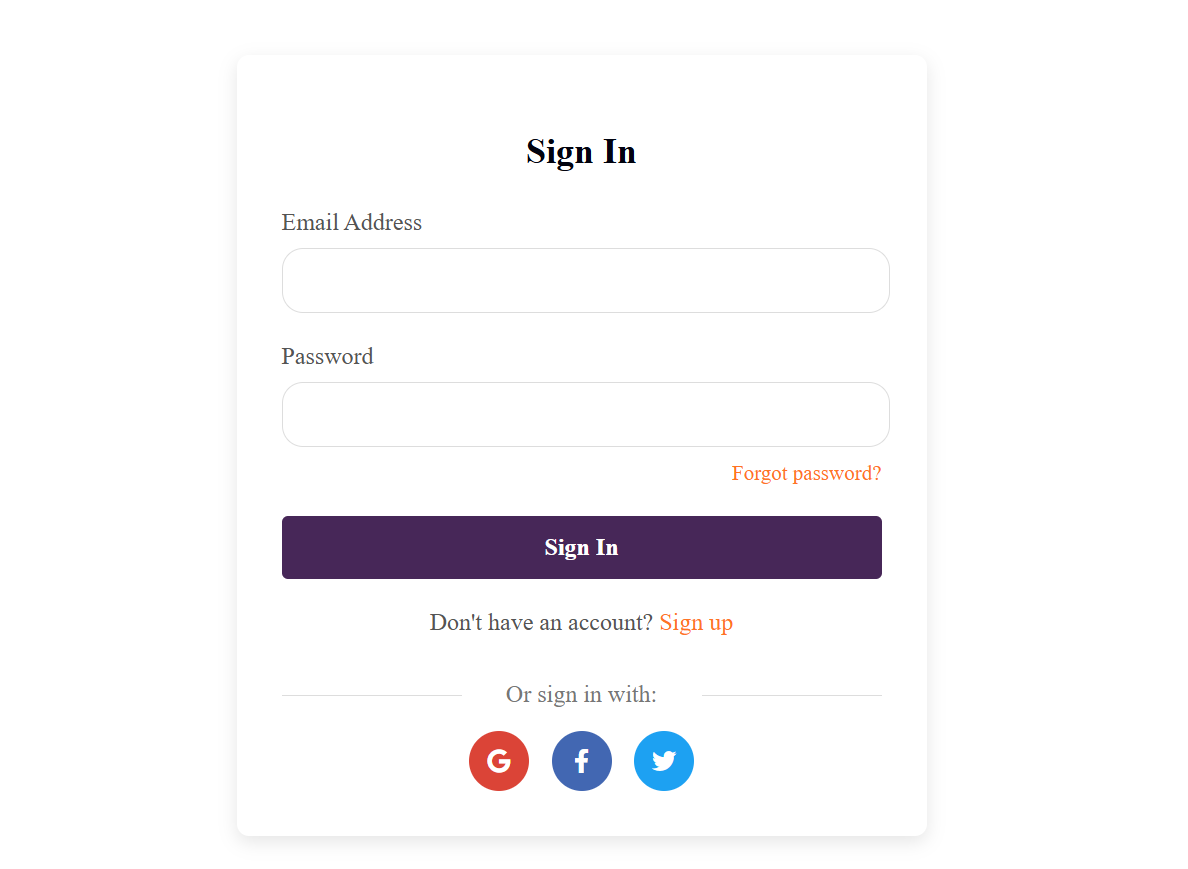 Sign In
Email Address
Password
Forgot password?
Sign In
Don't have an account? Sign up
Or sign in with: